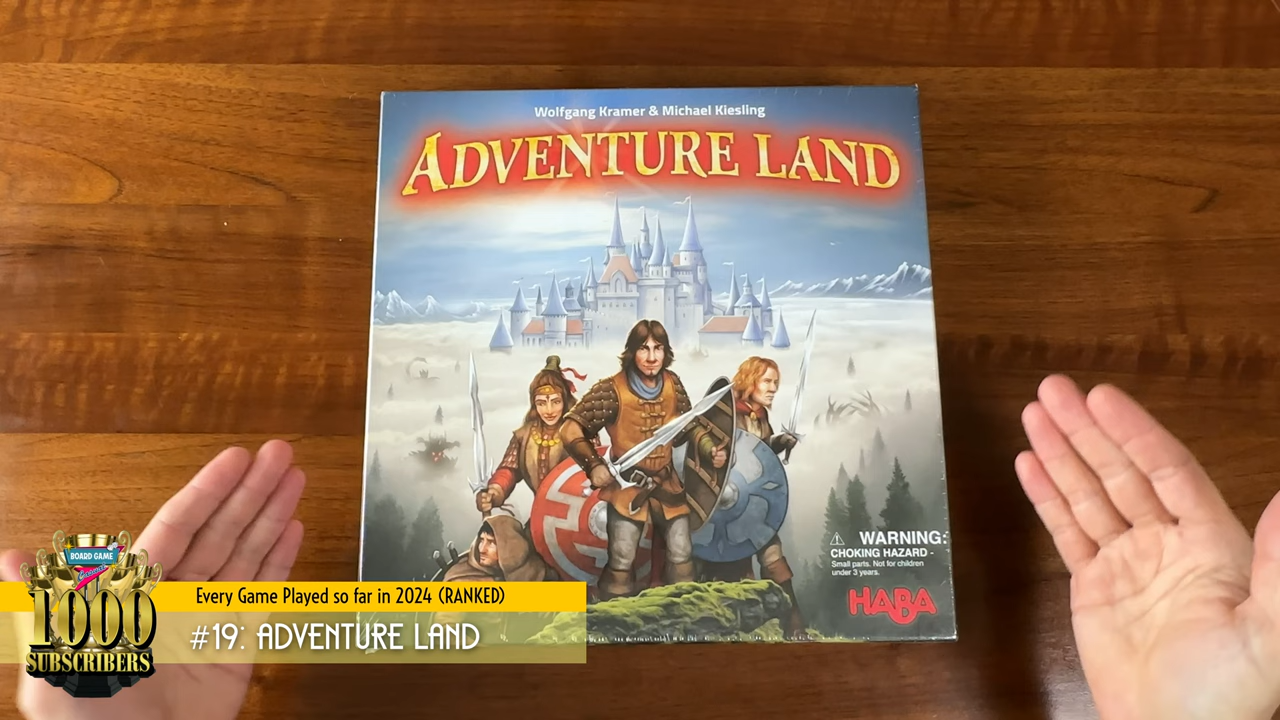 Wolfgang Kramer & Michael Kiesling
ADVENTURE LAND
WARNING:
CHOKING HAZARD -
Small parts. Not for children
under 3 years.
HABA
BOARD GAME
1000
SUBSCRIBERS
Every Game Played so far in 2024 (RANKED)
#19: ADVENTURE LAND